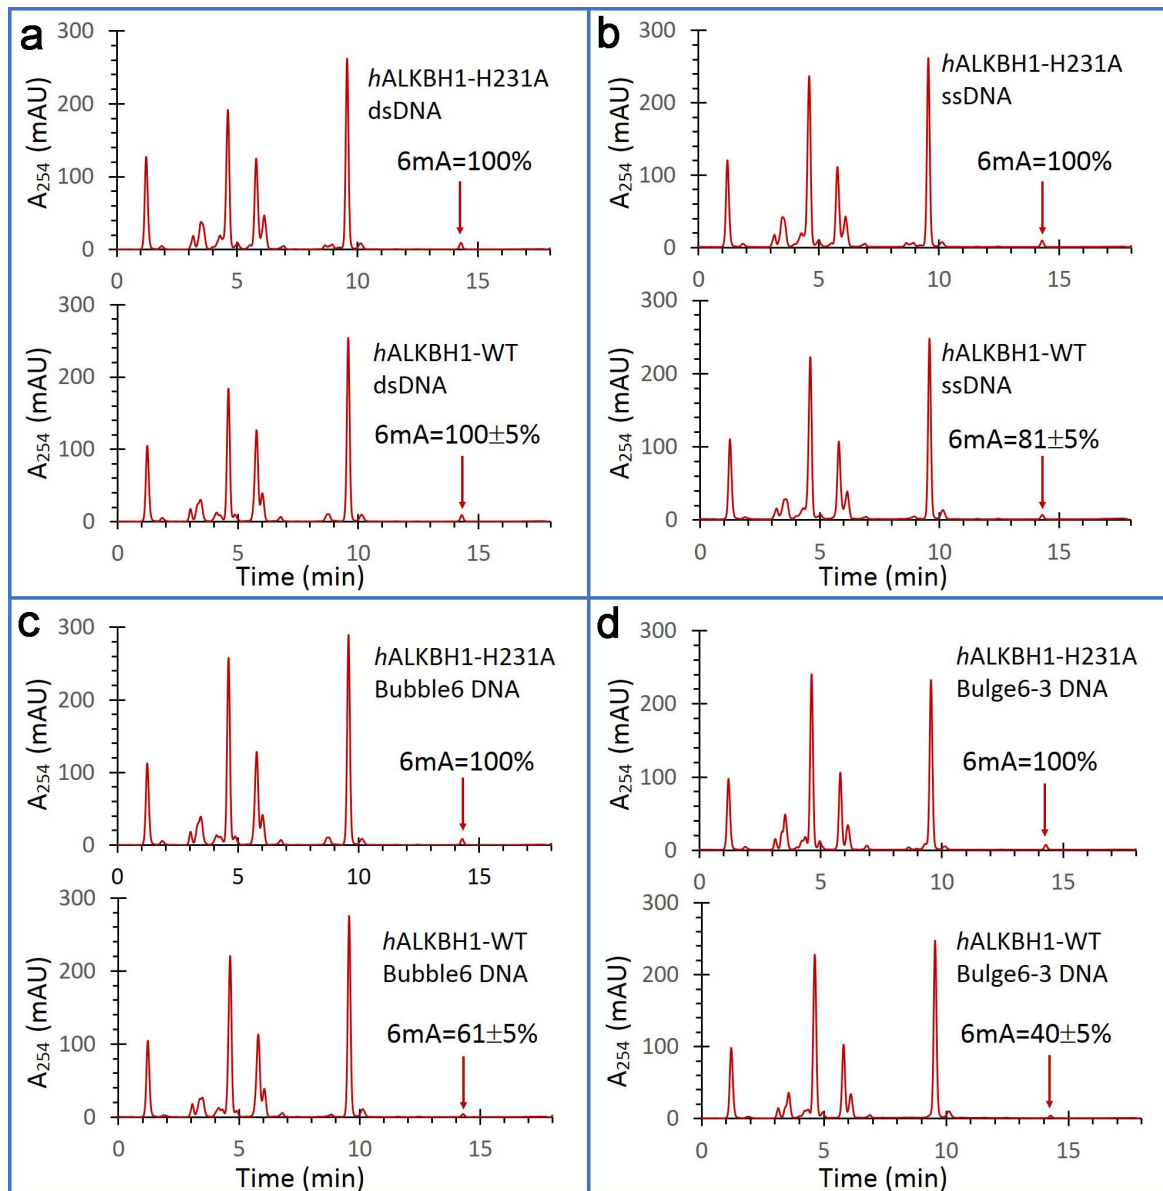 a
300
200
100
0
A254 (mAU)
hALKBH1-H231A
dsDNA
6mA=100%
0 5 10 15
300
200
100
0
A254 (mAU)
hALKBH1-WT
dsDNA
6mA=100±5%
0 5 10 15
Time (min)
b
300
200
100
0
A254 (mAU)
hALKBH1-H231A
ssDNA
6mA=100%
0 5 10 15
300
200
100
0
A254 (mAU)
hALKBH1-WT
ssDNA
6mA=81±5%
0 5 10 15
Time (min)
c
300
200
100
0
A254 (mAU)
hALKBH1-H231A
Bubble6 DNA
6mA=100%
0 5 10 15
300
200
100
0
A254 (mAU)
hALKBH1-WT
Bubble6 DNA
6mA=61±5%
0 5 10 15
Time (min)
d
300
200
100
0
A254 (mAU)
hALKBH1-H231A
Bulge6-3 DNA
6mA=100%
0 5 10 15
300
200
100
0
A254 (mAU)
hALKBH1-WT
Bulge6-3 DNA
6mA=40±5%
0 5 10 15
Time (min)